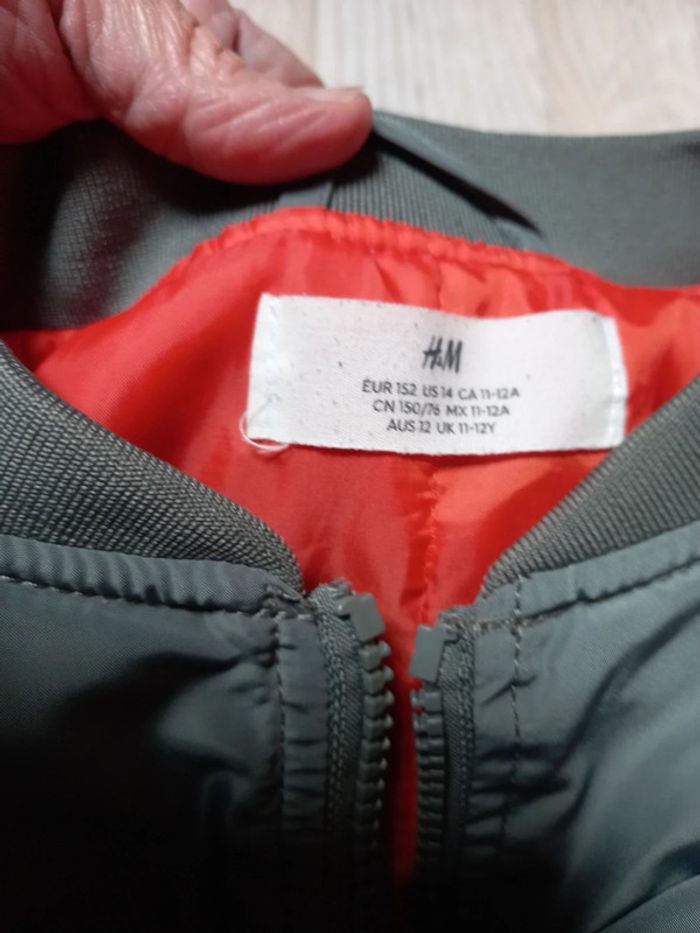 H&M
EUR 152 US 14 CA 11-12A
CN 150/76 MX 11-12A
AUS 12 UK 11-12Y